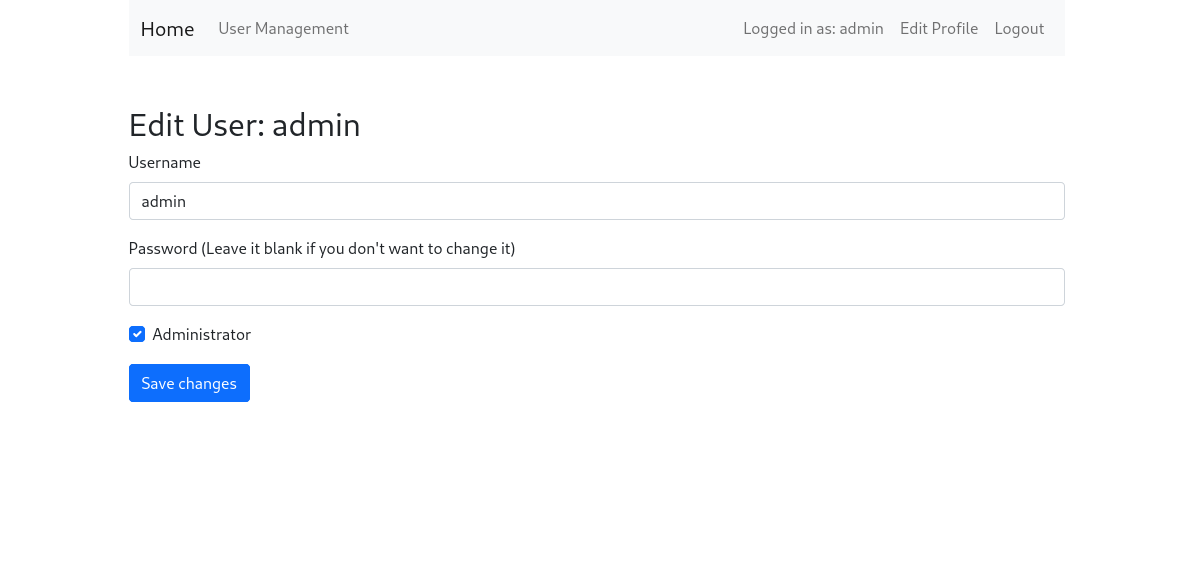 Home User Management Logged in as: admin Edit Profile Logout
Edit User: admin
Username
admin
Password (Leave it blank if you don't want to change it)
Administrator
Save changes